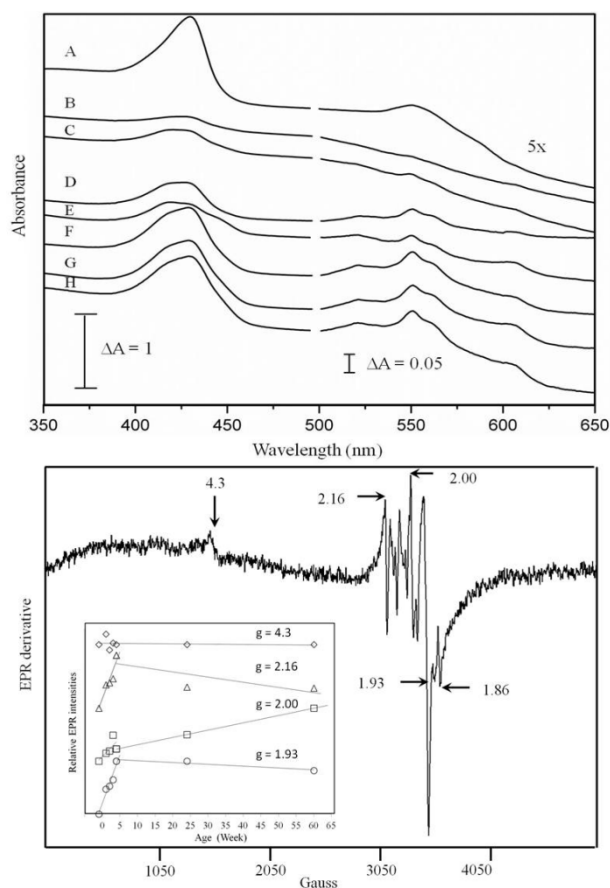 A
B
C
D
E
F
G
H
5x
Absorbance
ΔA = 1
ΔA = 0.05
350 400 450 500 550 600 650
Wavelength (nm)
4.3
2.16
2.00
1.93
1.86
EPR derivative
g = 4.3
g = 2.16
g = 2.00
g = 1.93
Relative EPR intensities
0 5 10 15 20 25 30 35 40 45 50 55 60 65
Age (Week)
1050 2050 3050 4050
Gauss